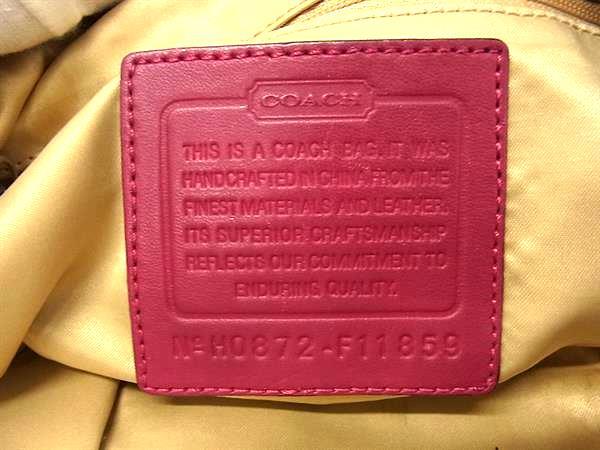 COACH
THIS IS A COACH BAG. IT WAS
HANDCRAFTED IN CHINA FROM THE
FINEST MATERIALS AND LEATHER.
ITS SUPERIOR CRAFTSMANSHIP
REFLECTS OUR COMMITMENT TO
ENDURING QUALITY.
Nº H0872-F11859